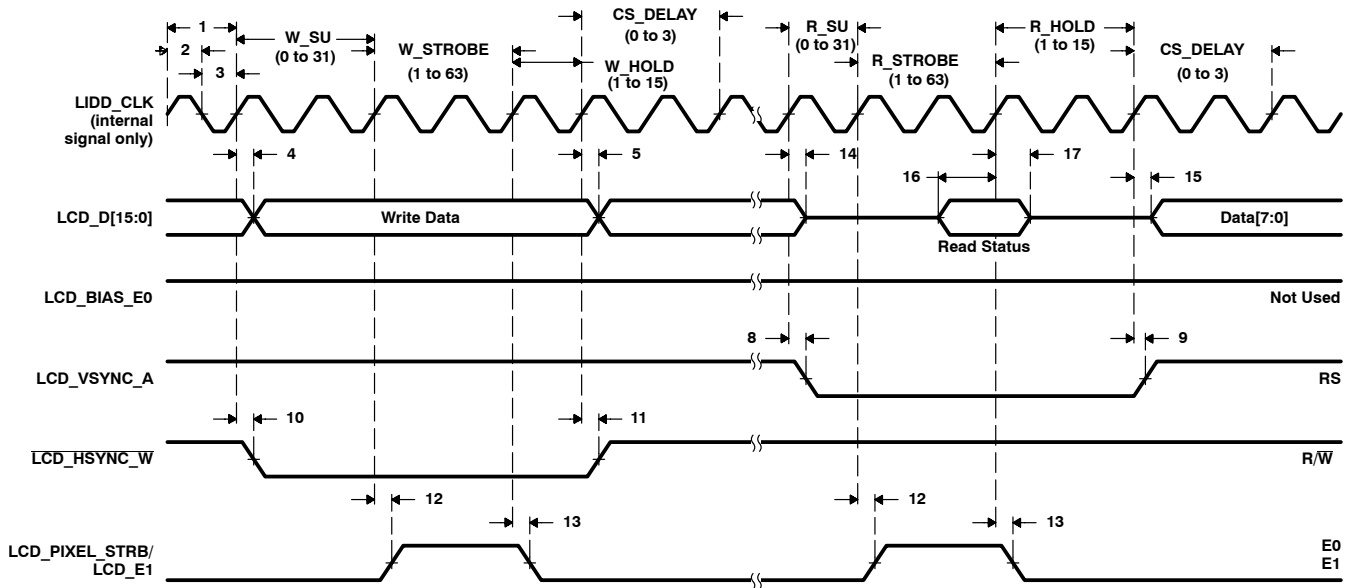 1
2
3
W_SU
(0 to 31)
W_STROBE
(1 to 63)
CS_DELAY
(0 to 3)
W_HOLD
(1 to 15)
R_SU
(0 to 31)
R_STROBE
(1 to 63)
R_HOLD
(1 to 15)
CS_DELAY
(0 to 3)
LIDD_CLK
(internal
signal only)
4
5
14
16
17
15
LCD_D[15:0]
Write Data
Read Status
Data[7:0]
LCD_BIAS_E0
Not Used
8
9
LCD_VSYNC_A
RS
10
11
LCD_HSYNC_W
R/W
12
13
12
13
LCD_PIXEL_STRB/
LCD_E1
E0
E1